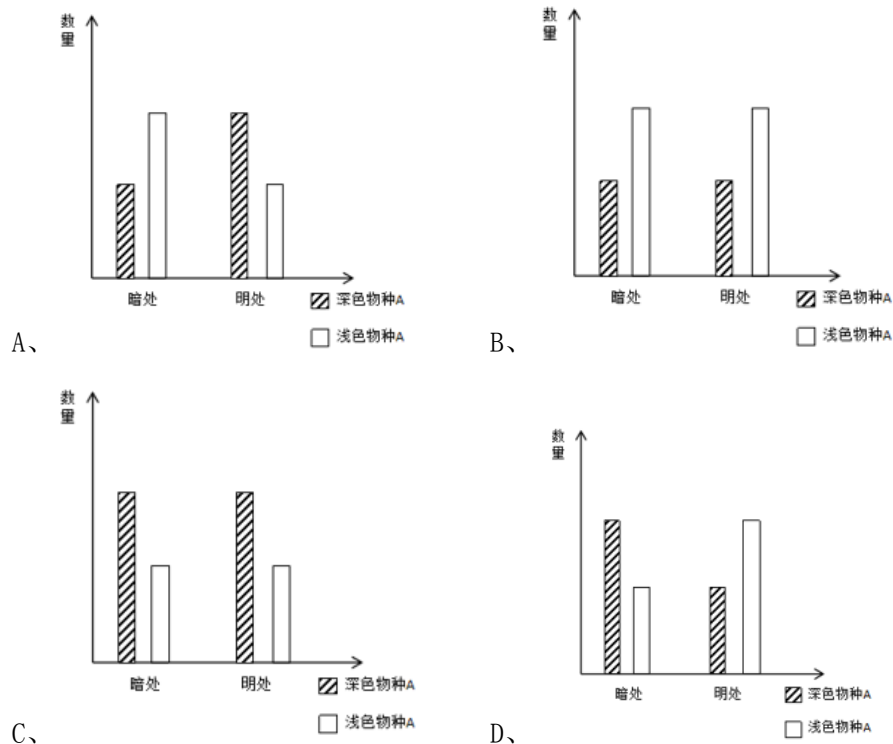 数量
暗处
明处
深色物种A
浅色物种A
A、
数量
暗处
明处
深色物种A
浅色物种A
B、
数量
暗处
明处
深色物种A
浅色物种A
C、
数量
暗处
明处
深色物种A
浅色物种A
D、